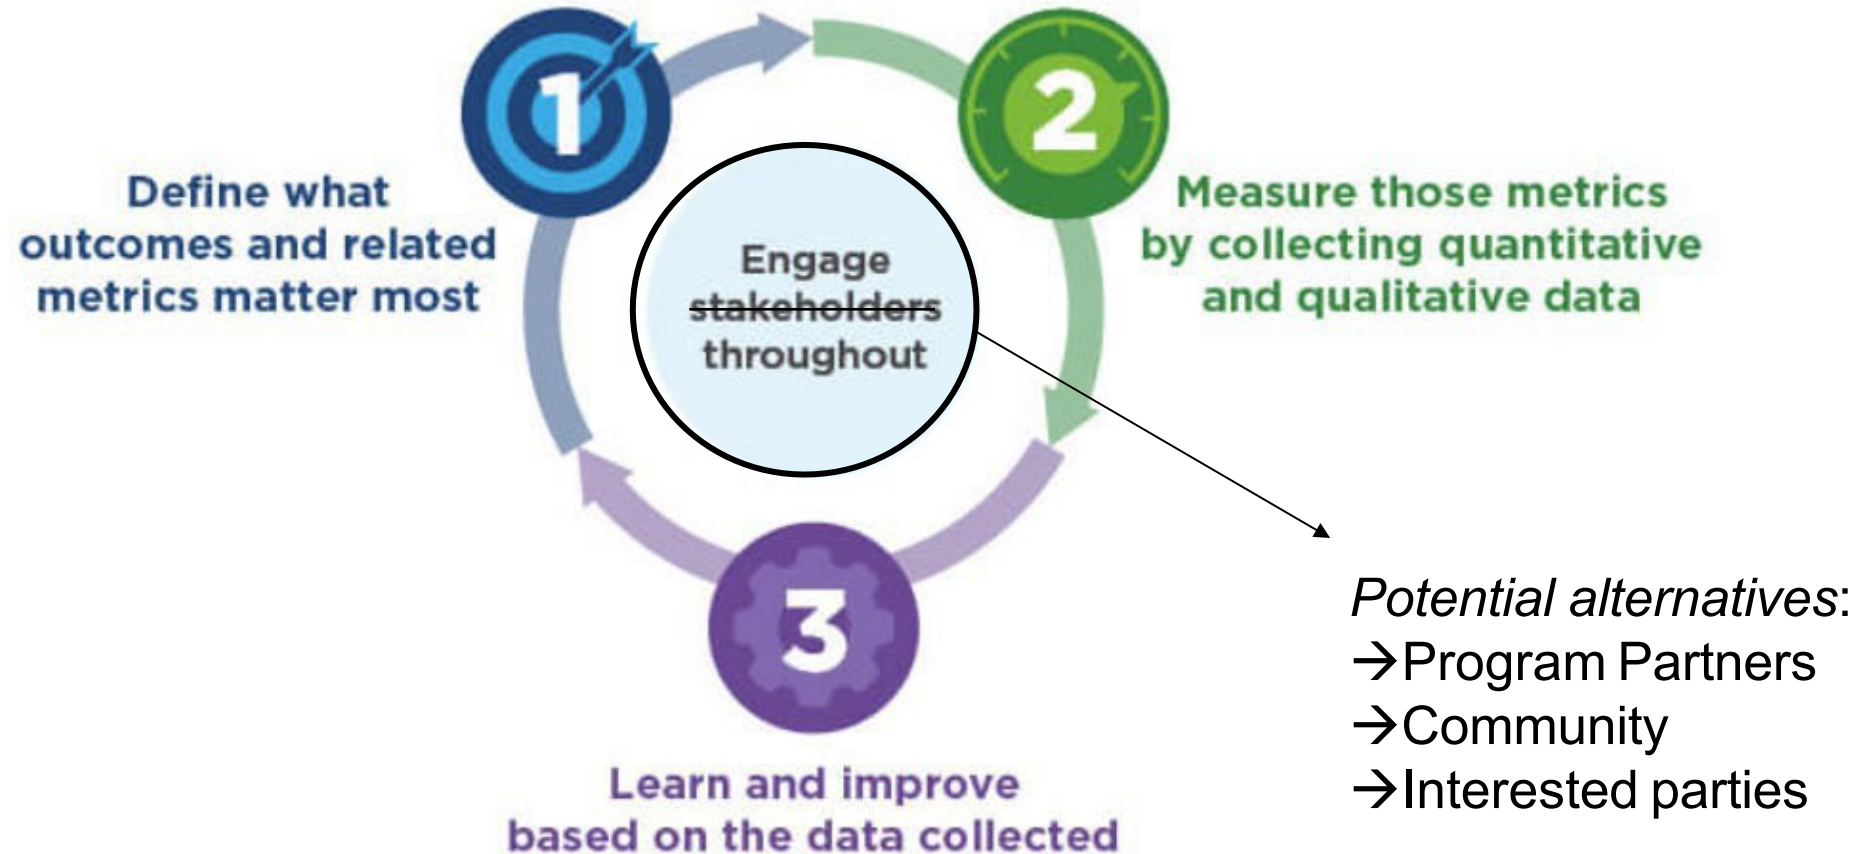 1
Define what
outcomes and related
metrics matter most
2
Measure those metrics
by collecting quantitative
and qualitative data
Engage
stakeholders
throughout
3
Learn and improve
based on the data collected
Potential alternatives:
→Program Partners
→Community
→Interested parties